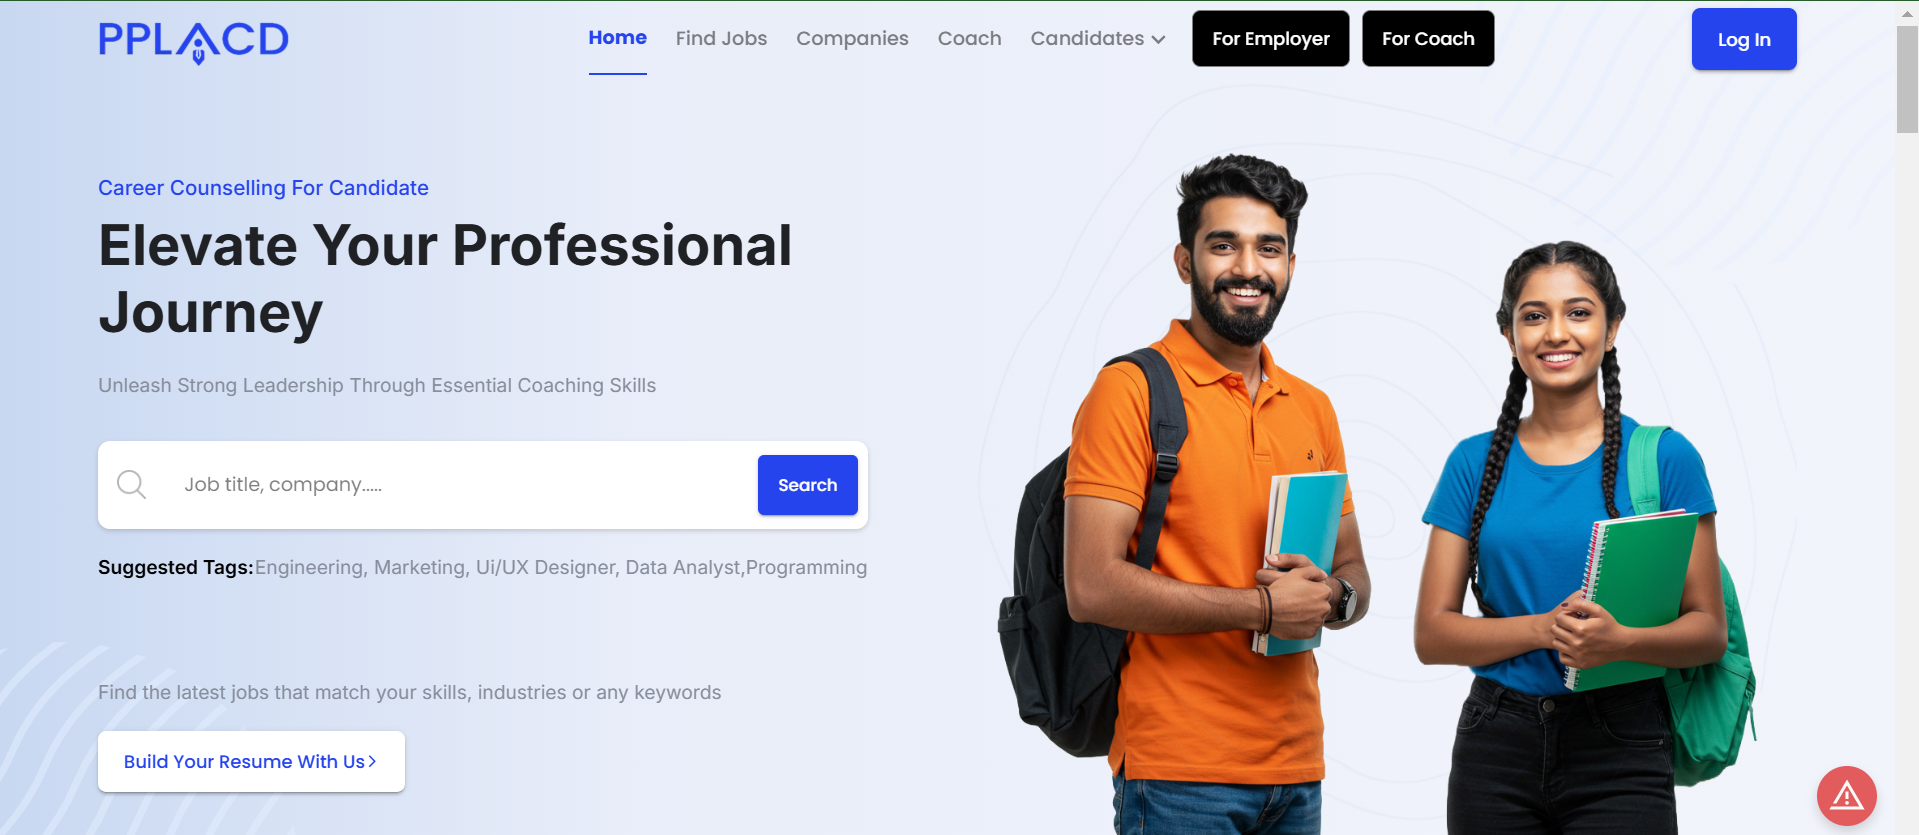 PPLACD
Home
Find Jobs
Companies
Coach
Candidates
For Employer
For Coach
Log In
Career Counselling For Candidate
Elevate Your Professional
Journey
Unleash Strong Leadership Through Essential Coaching Skills
Job title, company.....
Search
Suggested Tags:Engineering, Marketing, Ui/UX Designer, Data Analyst,Programming
Find the latest jobs that match your skills, industries or any keywords
Build Your Resume With Us